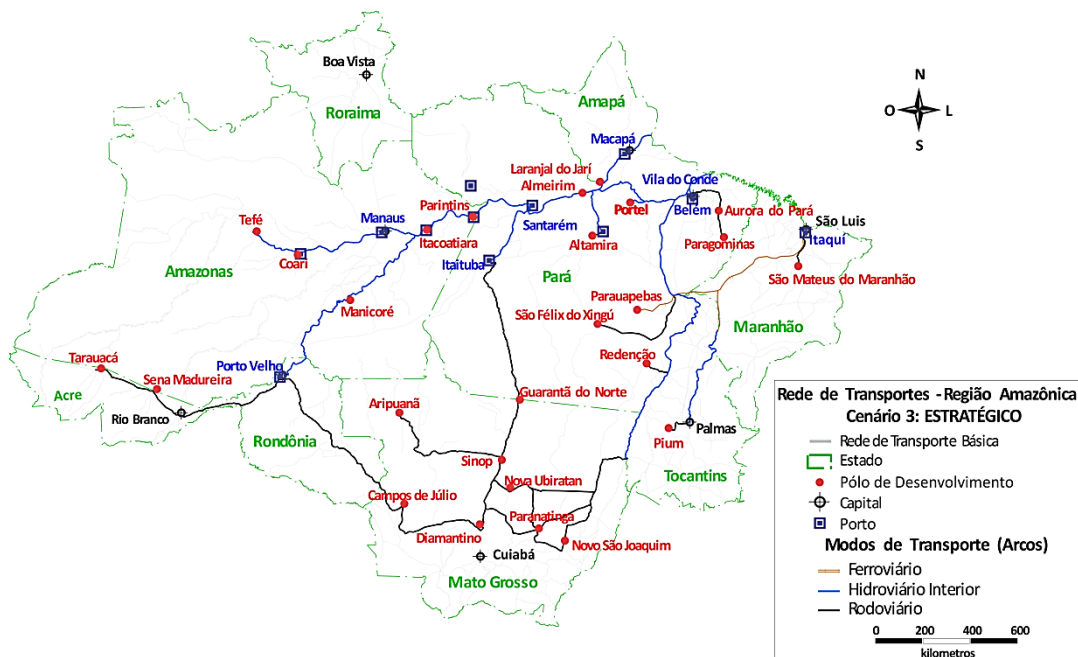 Boa Vista
Roraima
Amapá
Macapá
N
O
L
S
Laranjal do Jarí
Almeirim
Vila do Conde
Portel
Belém
Aurora do Pará
Paragominas
São Luis
Itaquí
São Mateus do Maranhão
Parintins
Santarém
Altamira
Tefé
Manaus
Itacoatiara
Coari
Itaituba
Amazonas
Pará
Manicoré
Parauapebas
São Félix do Xingú
Maranhão
Redenção
Tarauacá
Sena Madureira
Porto Velho
Acre
Rio Branco
Rondônia
Aripuanã
Guarantã do Norte
Palmas
Pium
Tocantins
Sinop
Nova Ubiratan
Campos de Júlio
Paranatinga
Diamantino
Novo São Joaquim
Cuiabá
Mato Grosso
Rede de Transportes - Região Amazônica
Cenário 3: ESTRATÉGICO
Rede de Transporte Básica
Estado
Pólo de Desenvolvimento
Capital
Porto
Modos de Transporte (Arcos)
Ferroviário
Hidroviário Interior
Rodoviário
0 200 400 600
kilometros